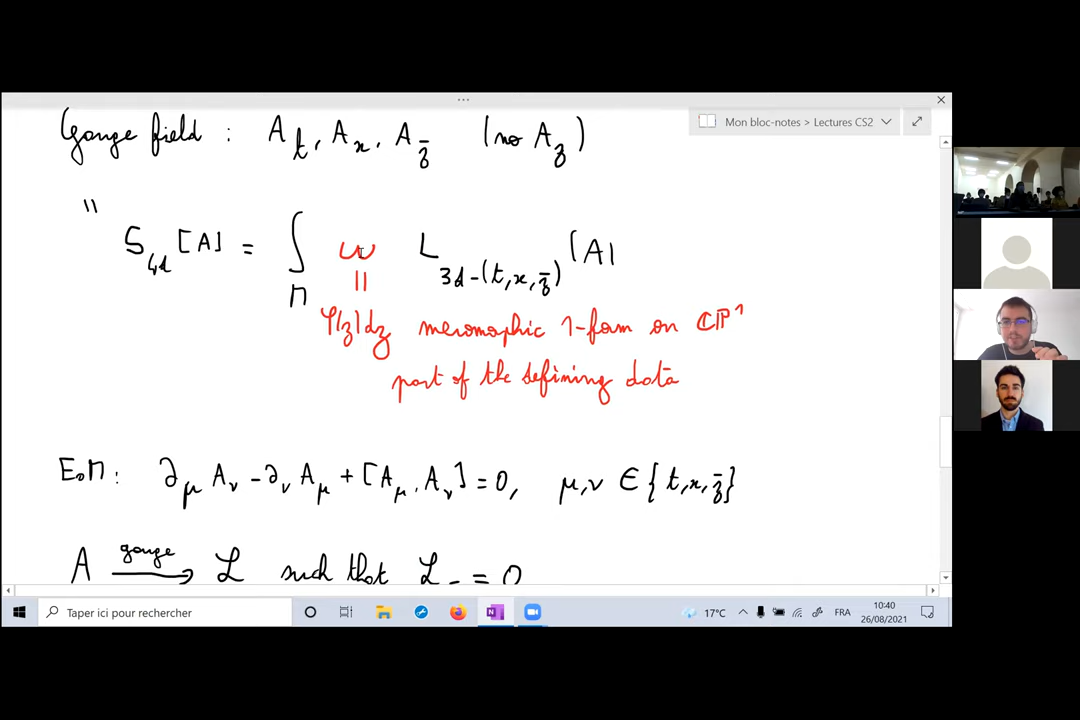 Mon bloc-notes > Lectures CS2
Gauge field : A_t, A_x, A_z̄ (no A_z)
"
S_4d [A] = ∫_M ω L_3d-(t,x,z̄) [A]
||
φ(z)dz meromophic 1-form on ℂℙ¹
part of the defining data
EoM: ∂_μ A_ν - ∂_ν A_μ + [A_μ, A_ν] = 0, μ,ν ∈ {t,x,z̄}
A gauge→ ℒ such that ℒ_ = 0
Taper ici pour rechercher
17°C
FRA
10:40
26/08/2021